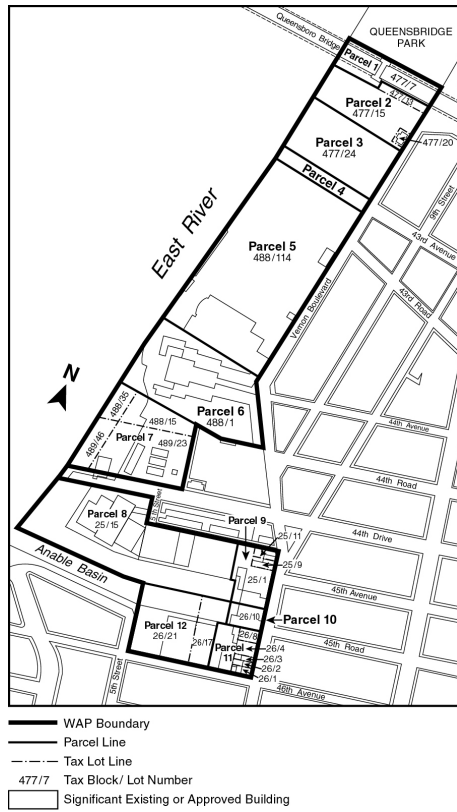 QUEENSBRIDGE
PARK
Queensboro Bridge
Parcel 1
477/7
477/13
Parcel 2
477/15
477/20
Parcel 3
477/24
Parcel 4
9th Street
43rd Avenue
East River
Parcel 5
488/114
Vernon Boulevard
43rd Road
N
Parcel 6
488/1
44th Avenue
488/35
488/15
Parcel 7
489/46
489/23
44th Road
Parcel 8
25/15
5th Street
Parcel 9
44th Drive
25/11
25/9
25/1
Anable Basin
45th Avenue
26/10
Parcel 10
Parcel 12
26/21
26/17
26/8
45th Road
Parcel
11
26/4
26/3
26/2
26/1
5th Street
46th Avenue
WAP Boundary
Parcel Line
Tax Lot Line
477/7 Tax Block/ Lot Number
Significant Existing or Approved Building